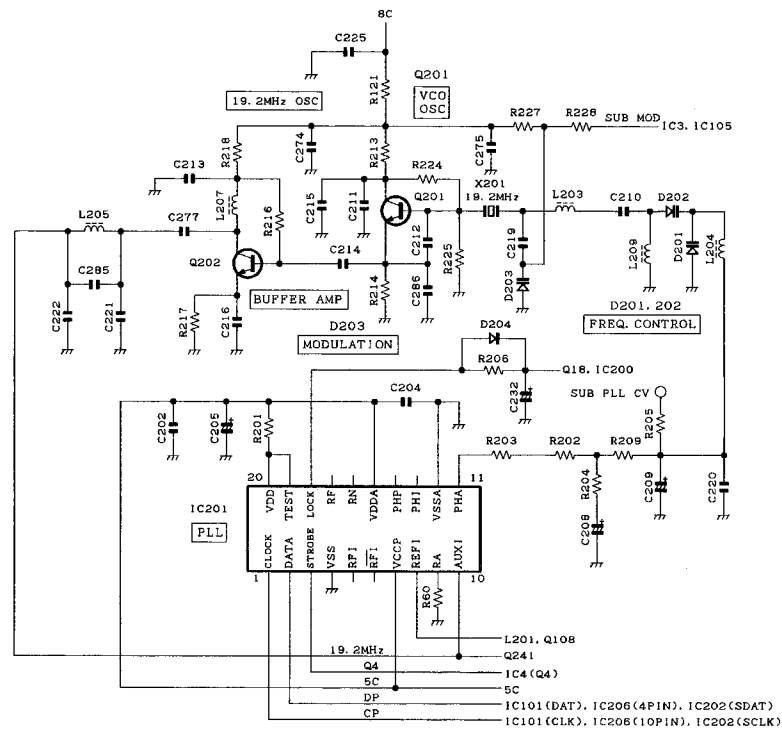 8C
C225
R121
Q201
19.2MHz OSC
VCO
OSC
R227
R228
SUB MOD
IC3, IC105
R218
C274
R213
C275
C213
R224
X201
19.2MHz
L207
C215
C211
Q201
L203
C210
D202
L205
C277
R216
C212
C219
D201
L204
Q202
C214
R225
L209
C285
D203
C222
C221
R217
C216
BUFFER AMP
R214
C286
D201, 202
FREQ. CONTROL
D203
MODULATION
D204
R206
Q18, IC200
C232
SUB PLL CV
C204
R205
C202
C205
R201
R203
R202
R209
R204
C209
C220
C208
20
11
IC201
PLL
VDD
TEST
LOCK
RF
RN
VDDA
PHP
PHI
VSSA
PHA
CLOCK
DATA
STROBE
VSS
RFI
RFI
VCCP
REFI
RA
AUXI
1
10
R60
L201, Q108
19.2MHz
Q241
Q4
IC4(Q4)
5C
5C
DP
IC101(DAT), IC206(4PIN), IC202(SDAT)
CP
IC101(CLK), IC206(10PIN), IC202(SCLK)